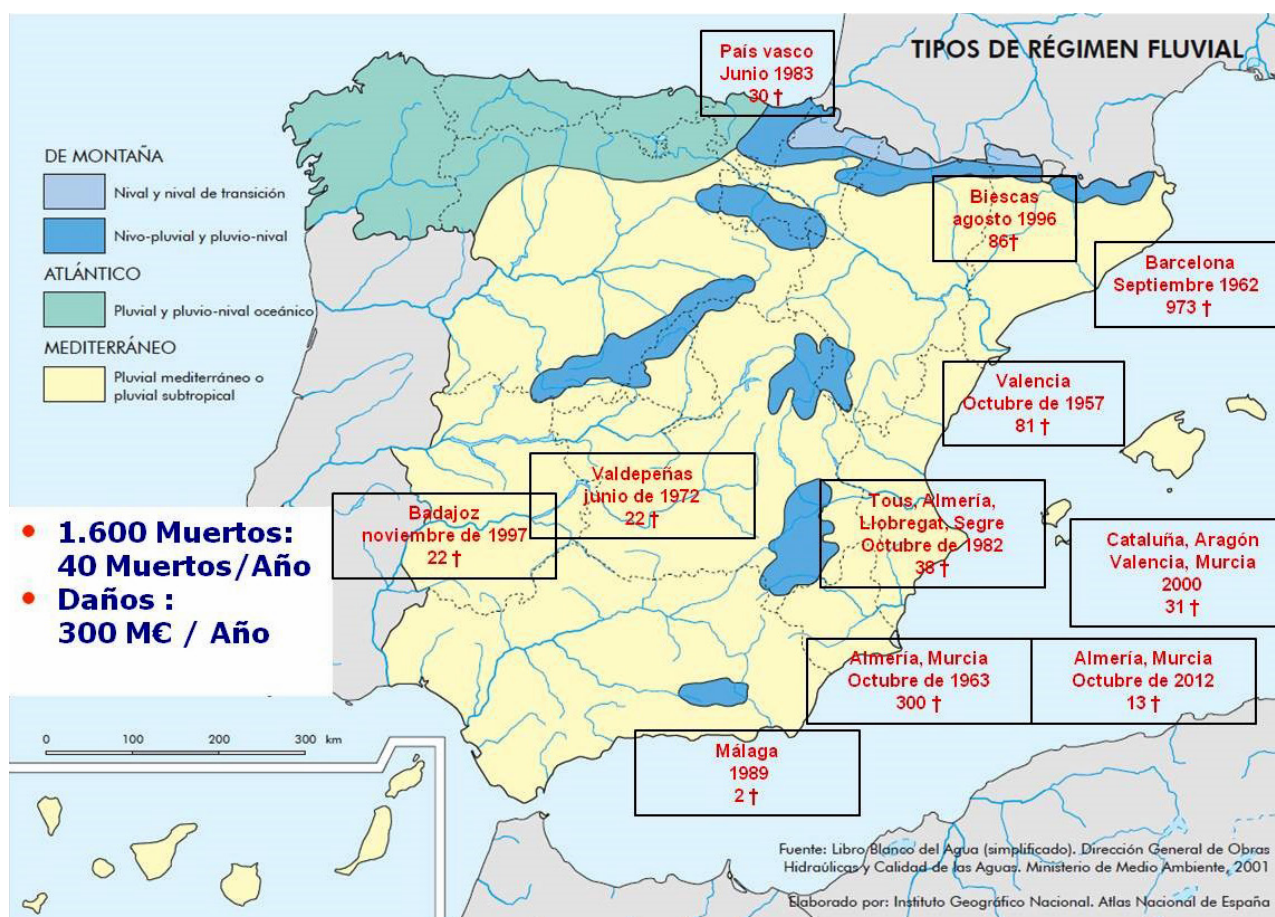 TIPOS DE RÉGIMEN FLUVIAL
País vasco
Junio 1983
30 †
DE MONTAÑA
Nival y nival de transición
Nivo-pluvial y pluvio-nival
ATLÁNTICO
Pluvial y pluvio-nival oceánico
MEDITERRÁNEO
Pluvial mediterráneo o
pluvial subtropical
Biescas
agosto 1996
86†
Barcelona
Septiembre 1962
973 †
Valencia
Octubre de 1957
81 †
Valdepeñas
junio de 1972
22 †
Badajoz
noviembre de 1997
22 †
Tous, Almería,
Llobregat, Segre
Octubre de 1982
38 †
Cataluña, Aragón
Valencia, Murcia
2000
31 †
• 1.600 Muertos:
40 Muertos/Año
• Daños :
300 M€ / Año
Almería, Murcia
Octubre de 1963
300 †
Almería, Murcia
Octubre de 2012
13 †
Málaga
1989
2 †
0 100 200 300 km
Fuente: Libro Blanco del Agua (simplificado). Dirección General de Obras
Hidraúlicas y Calidad de las Aguas. Ministerio de Medio Ambiente, 2001
Elaborado por: Instituto Geográfico Nacional. Atlas Nacional de España